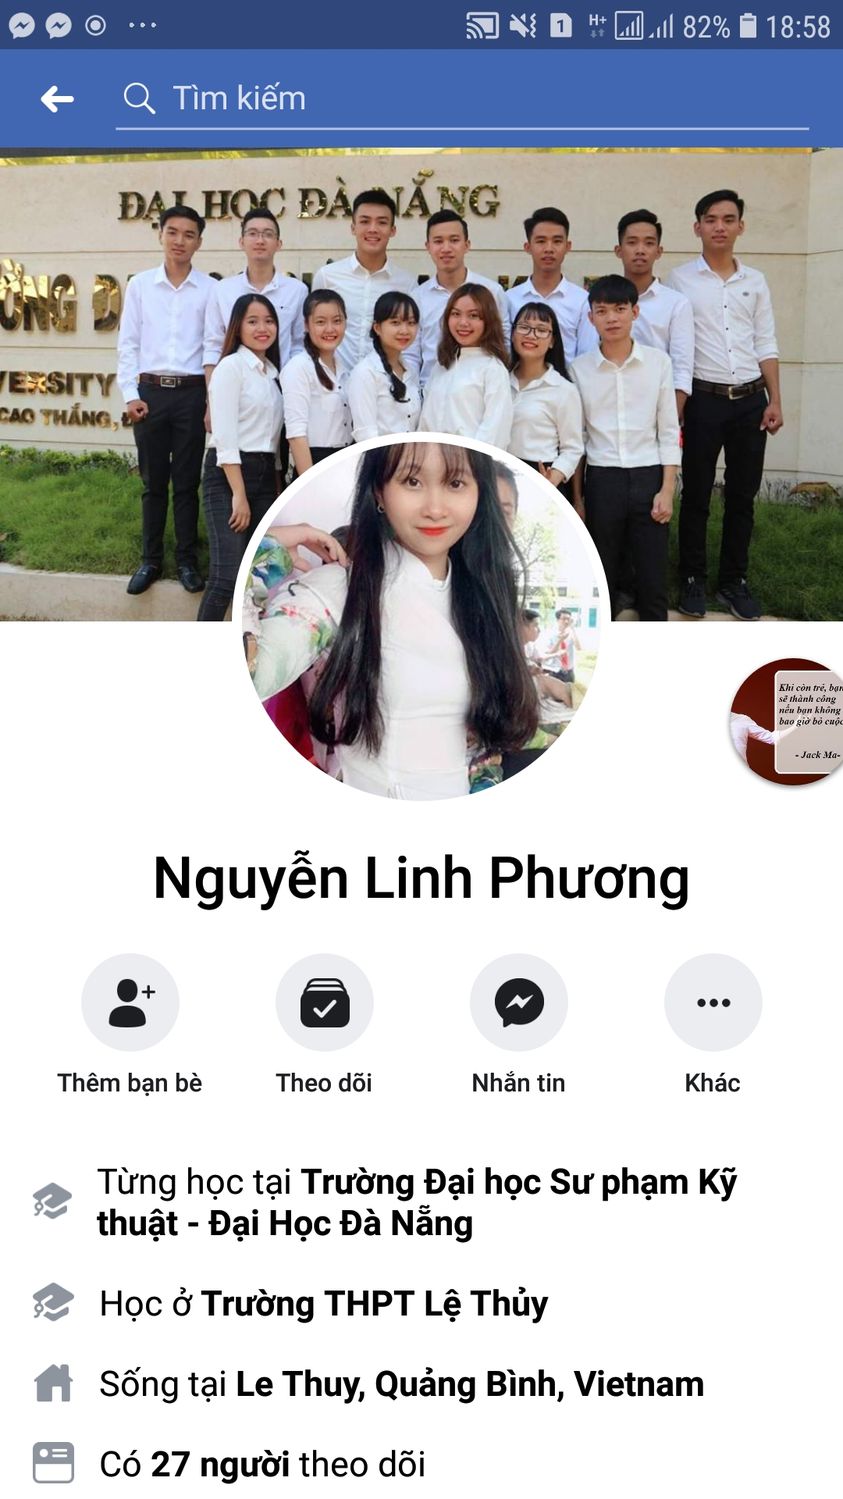 82% 18:58
Tìm kiếm
ĐẠI HỌC ĐÀ NẴNG
VERSITY
CAO THẮNG,
Khi còn trẻ, bạn
sẽ thành công
nếu bạn không
bao giờ bỏ cuộc
- Jack Ma-
Nguyễn Linh Phương
Thêm bạn bè
Theo dõi
Nhắn tin
Khác
Từng học tại Trường Đại học Sư phạm Kỹ
thuật - Đại Học Đà Nẵng
Học ở Trường THPT Lệ Thủy
Sống tại Le Thuy, Quảng Bình, Vietnam
Có 27 người theo dõi